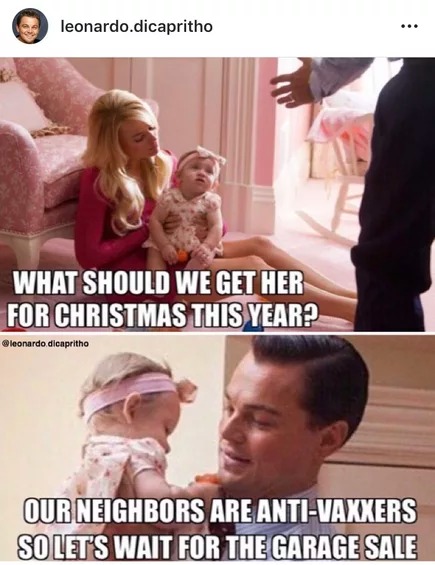 leonardo.dicapritho
WHAT SHOULD WE GET HER
FOR CHRISTMAS THIS YEAR?
@leonardo.dicapritho
OUR NEIGHBORS ARE ANTI-VAXXERS
SO LET'S WAIT FOR THE GARAGE SALE